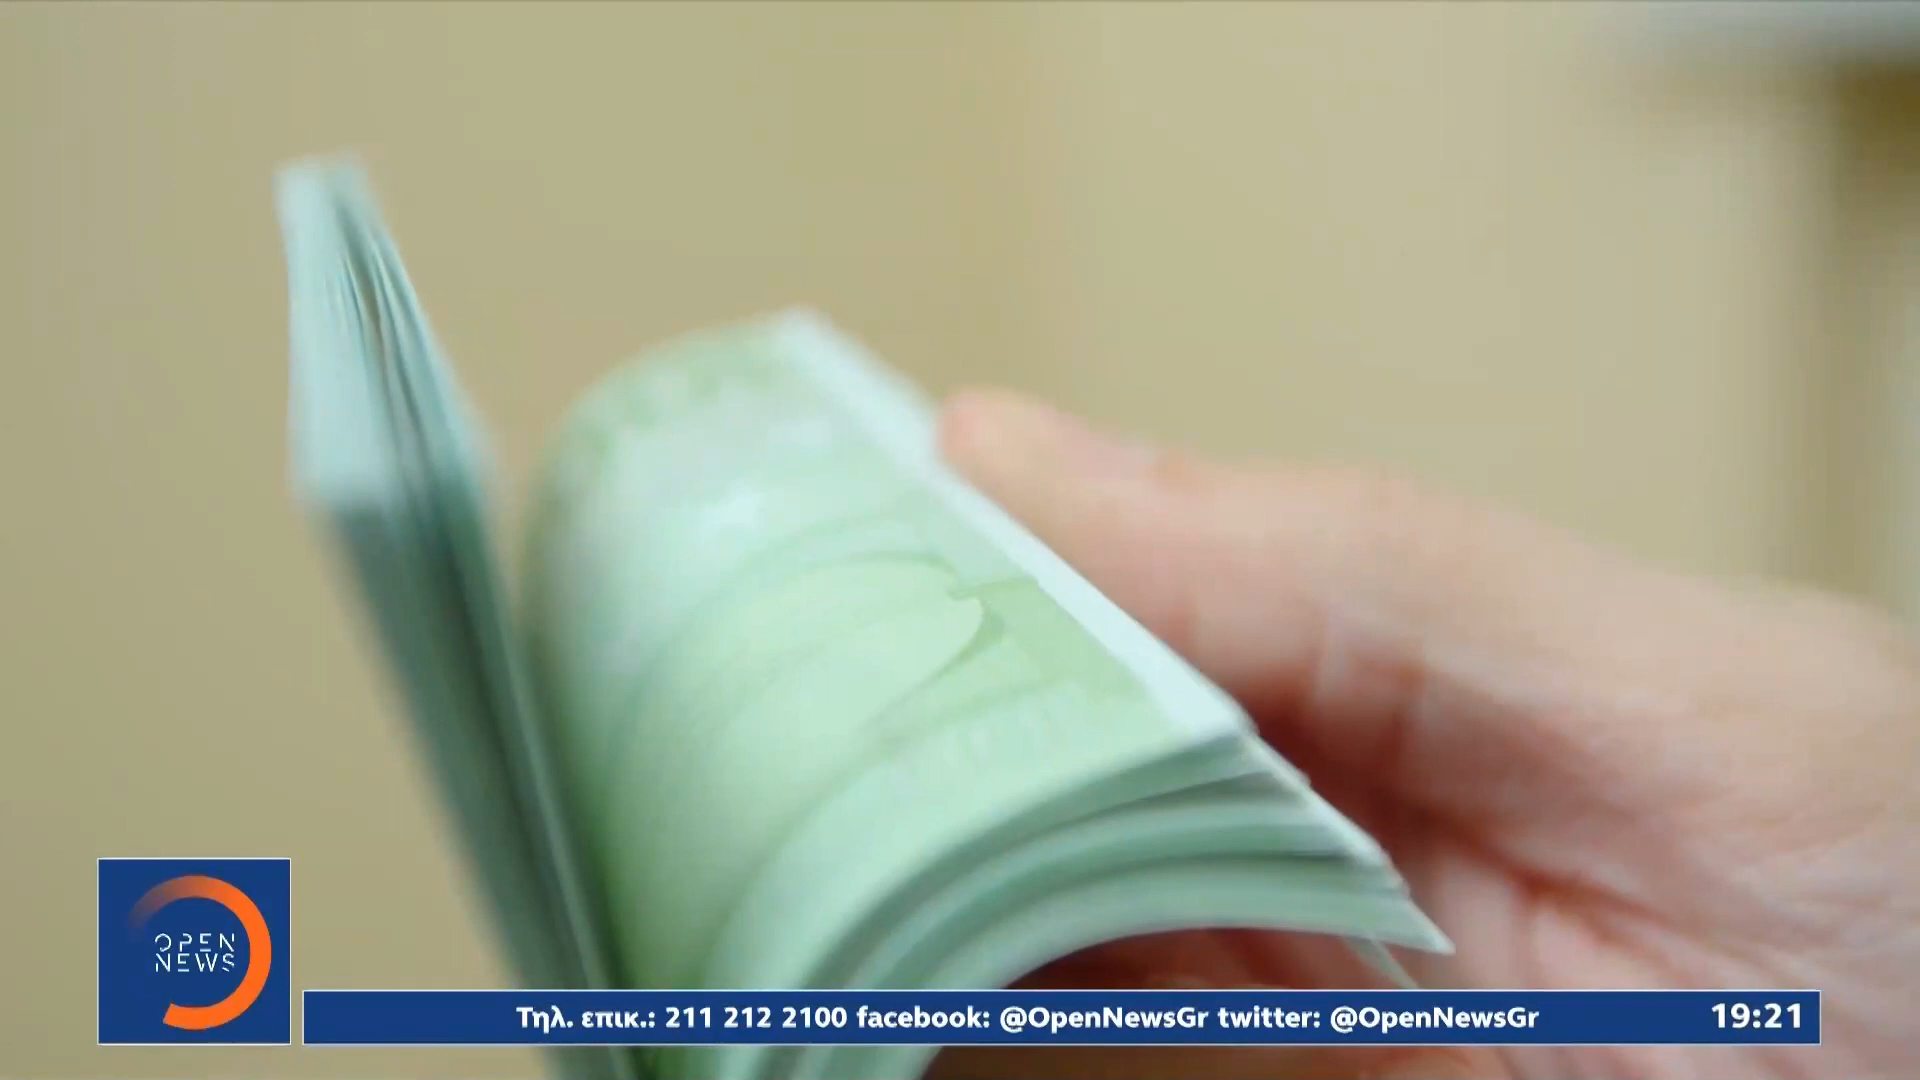 OPEN
NEWS
Τηλ. επικ.: 211 212 2100 facebook: @OpenNewsGr twitter: @OpenNewsGr
19:21